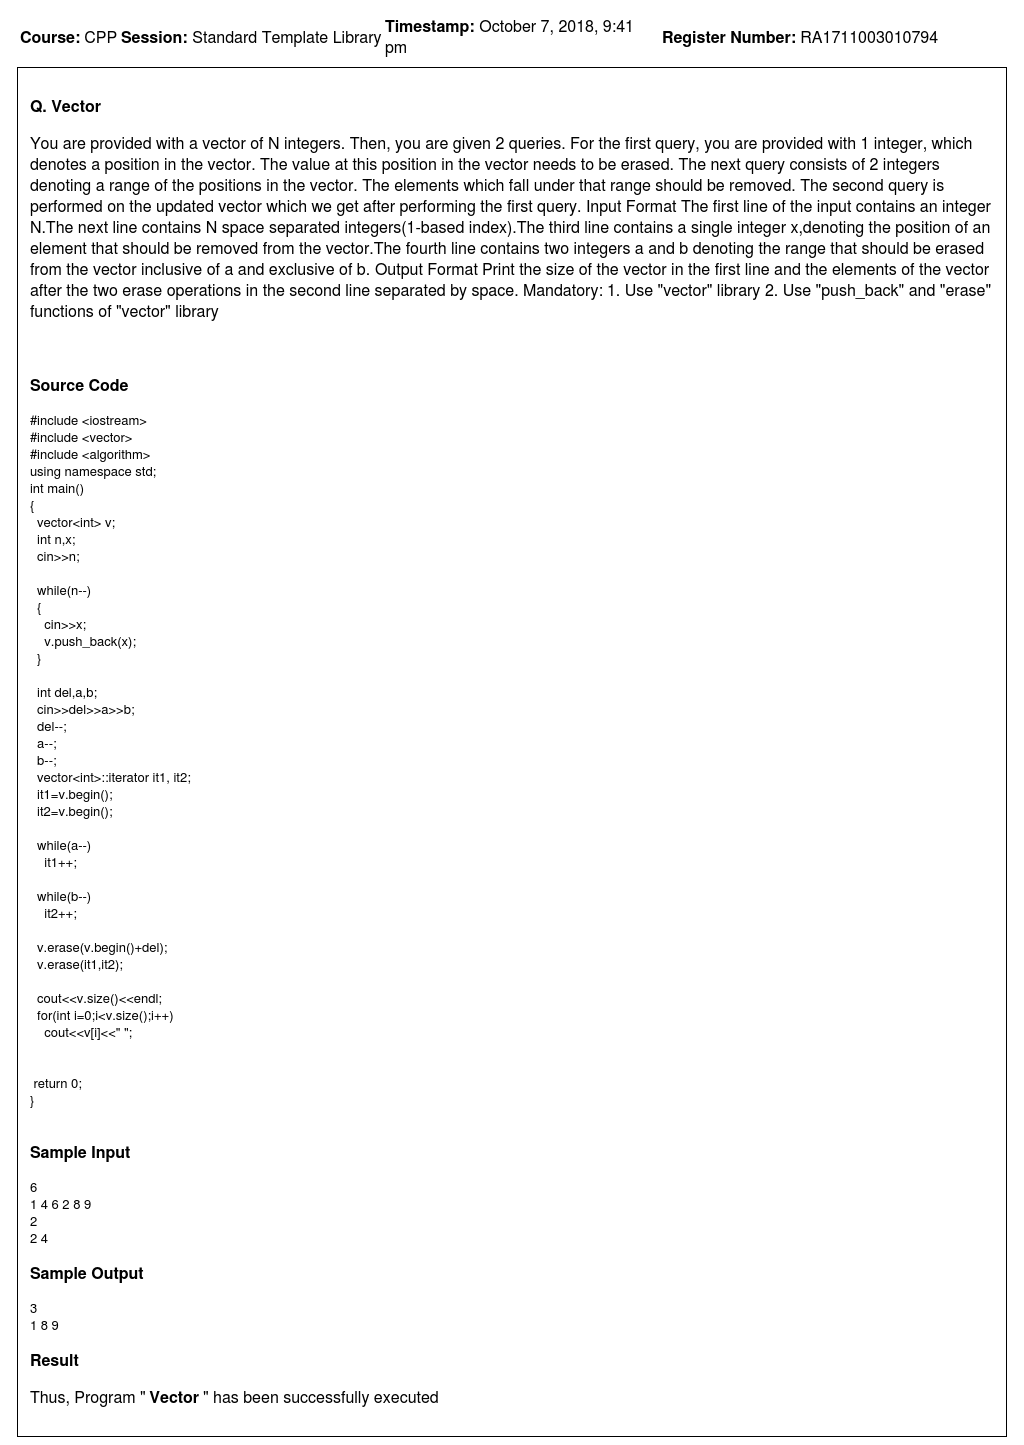 Course: CPP Session: Standard Template Library Timestamp: October 7, 2018, 9:41 pm Register Number: RA1711003010794
Q. Vector
You are provided with a vector of N integers. Then, you are given 2 queries. For the first query, you are provided with 1 integer, which
denotes a position in the vector. The value at this position in the vector needs to be erased. The next query consists of 2 integers
denoting a range of the positions in the vector. The elements which fall under that range should be removed. The second query is
performed on the updated vector which we get after performing the first query. Input Format The first line of the input contains an integer
N.The next line contains N space separated integers(1-based index).The third line contains a single integer x,denoting the position of an
element that should be removed from the vector.The fourth line contains two integers a and b denoting the range that should be erased
from the vector inclusive of a and exclusive of b. Output Format Print the size of the vector in the first line and the elements of the vector
after the two erase operations in the second line separated by space. Mandatory: 1. Use "vector" library 2. Use "push_back" and "erase"
functions of "vector" library
Source Code
#include <iostream>
#include <vector>
#include <algorithm>
using namespace std;
int main()
{
vector<int> v;
int n,x;
cin>>n;
while(n--)
{
cin>>x;
v.push_back(x);
}
int del,a,b;
cin>>del>>a>>b;
del--;
a--;
b--;
vector<int>::iterator it1, it2;
it1=v.begin();
it2=v.begin();
while(a--)
it1++;
while(b--)
it2++;
v.erase(v.begin()+del);
v.erase(it1,it2);
cout<<v.size()<<endl;
for(int i=0;i<v.size();i++)
cout<<v[i]<<" ";
return 0;
}
Sample Input
6
1 4 6 2 8 9
2
2 4
Sample Output
3
1 8 9
Result
Thus, Program " Vector " has been successfully executed